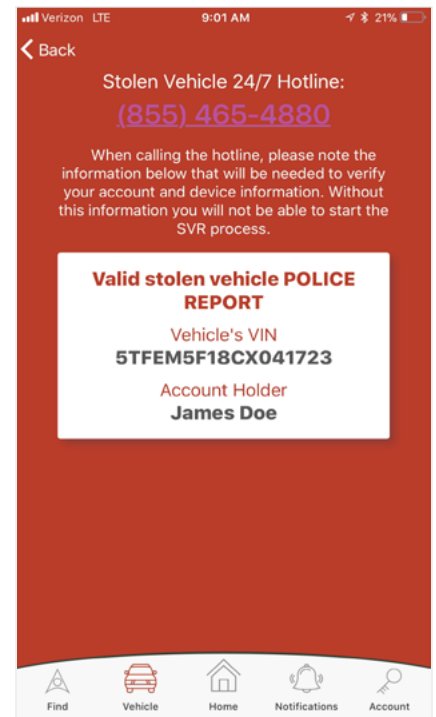 Verizon LTE 9:01 AM 21%
Back
Stolen Vehicle 24/7 Hotline:
(855) 465-4880
When calling the hotline, please note the
information below that will be needed to verify
your account and device information. Without
this information you will not be able to start the
SVR process.
Valid stolen vehicle POLICE
REPORT
Vehicle's VIN
5TFEM5F18CX041723
Account Holder
James Doe
Find Vehicle Home Notifications Account